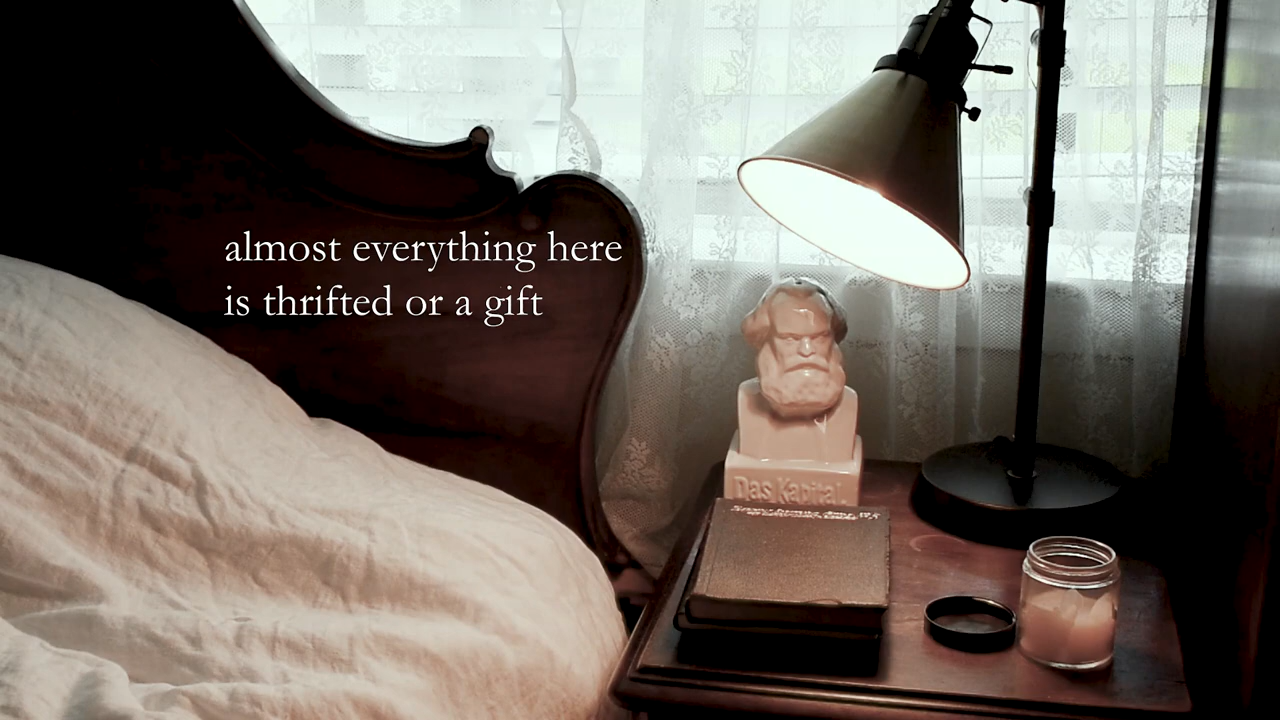 almost everything here
is thrifted or a gift
Das Kapital.